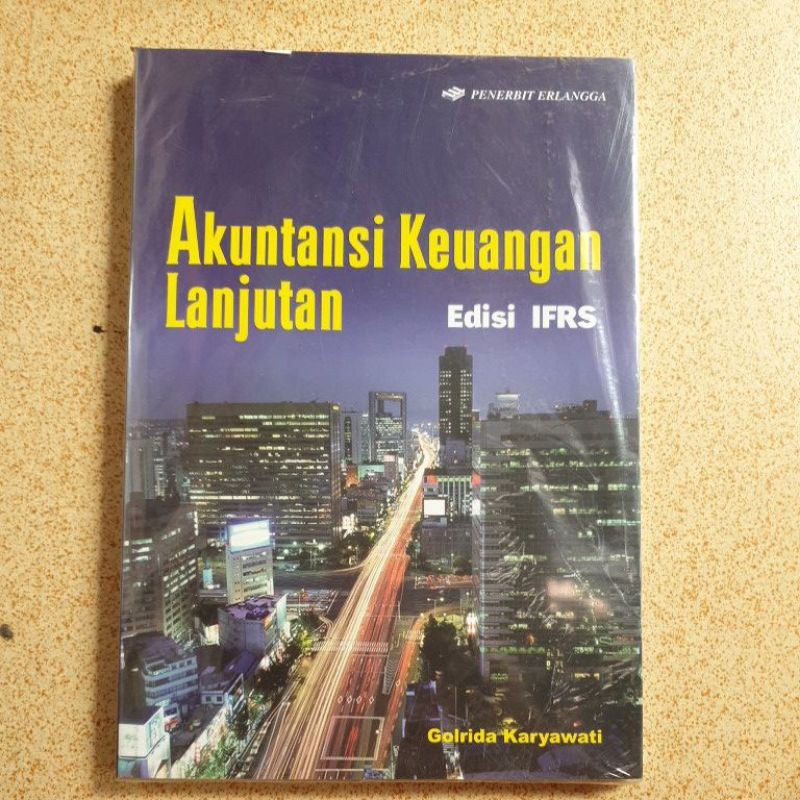 PENERBIT ERLANGGA
Akuntansi Keuangan
Lanjutan
Edisi IFRS
Golrida Karyawati